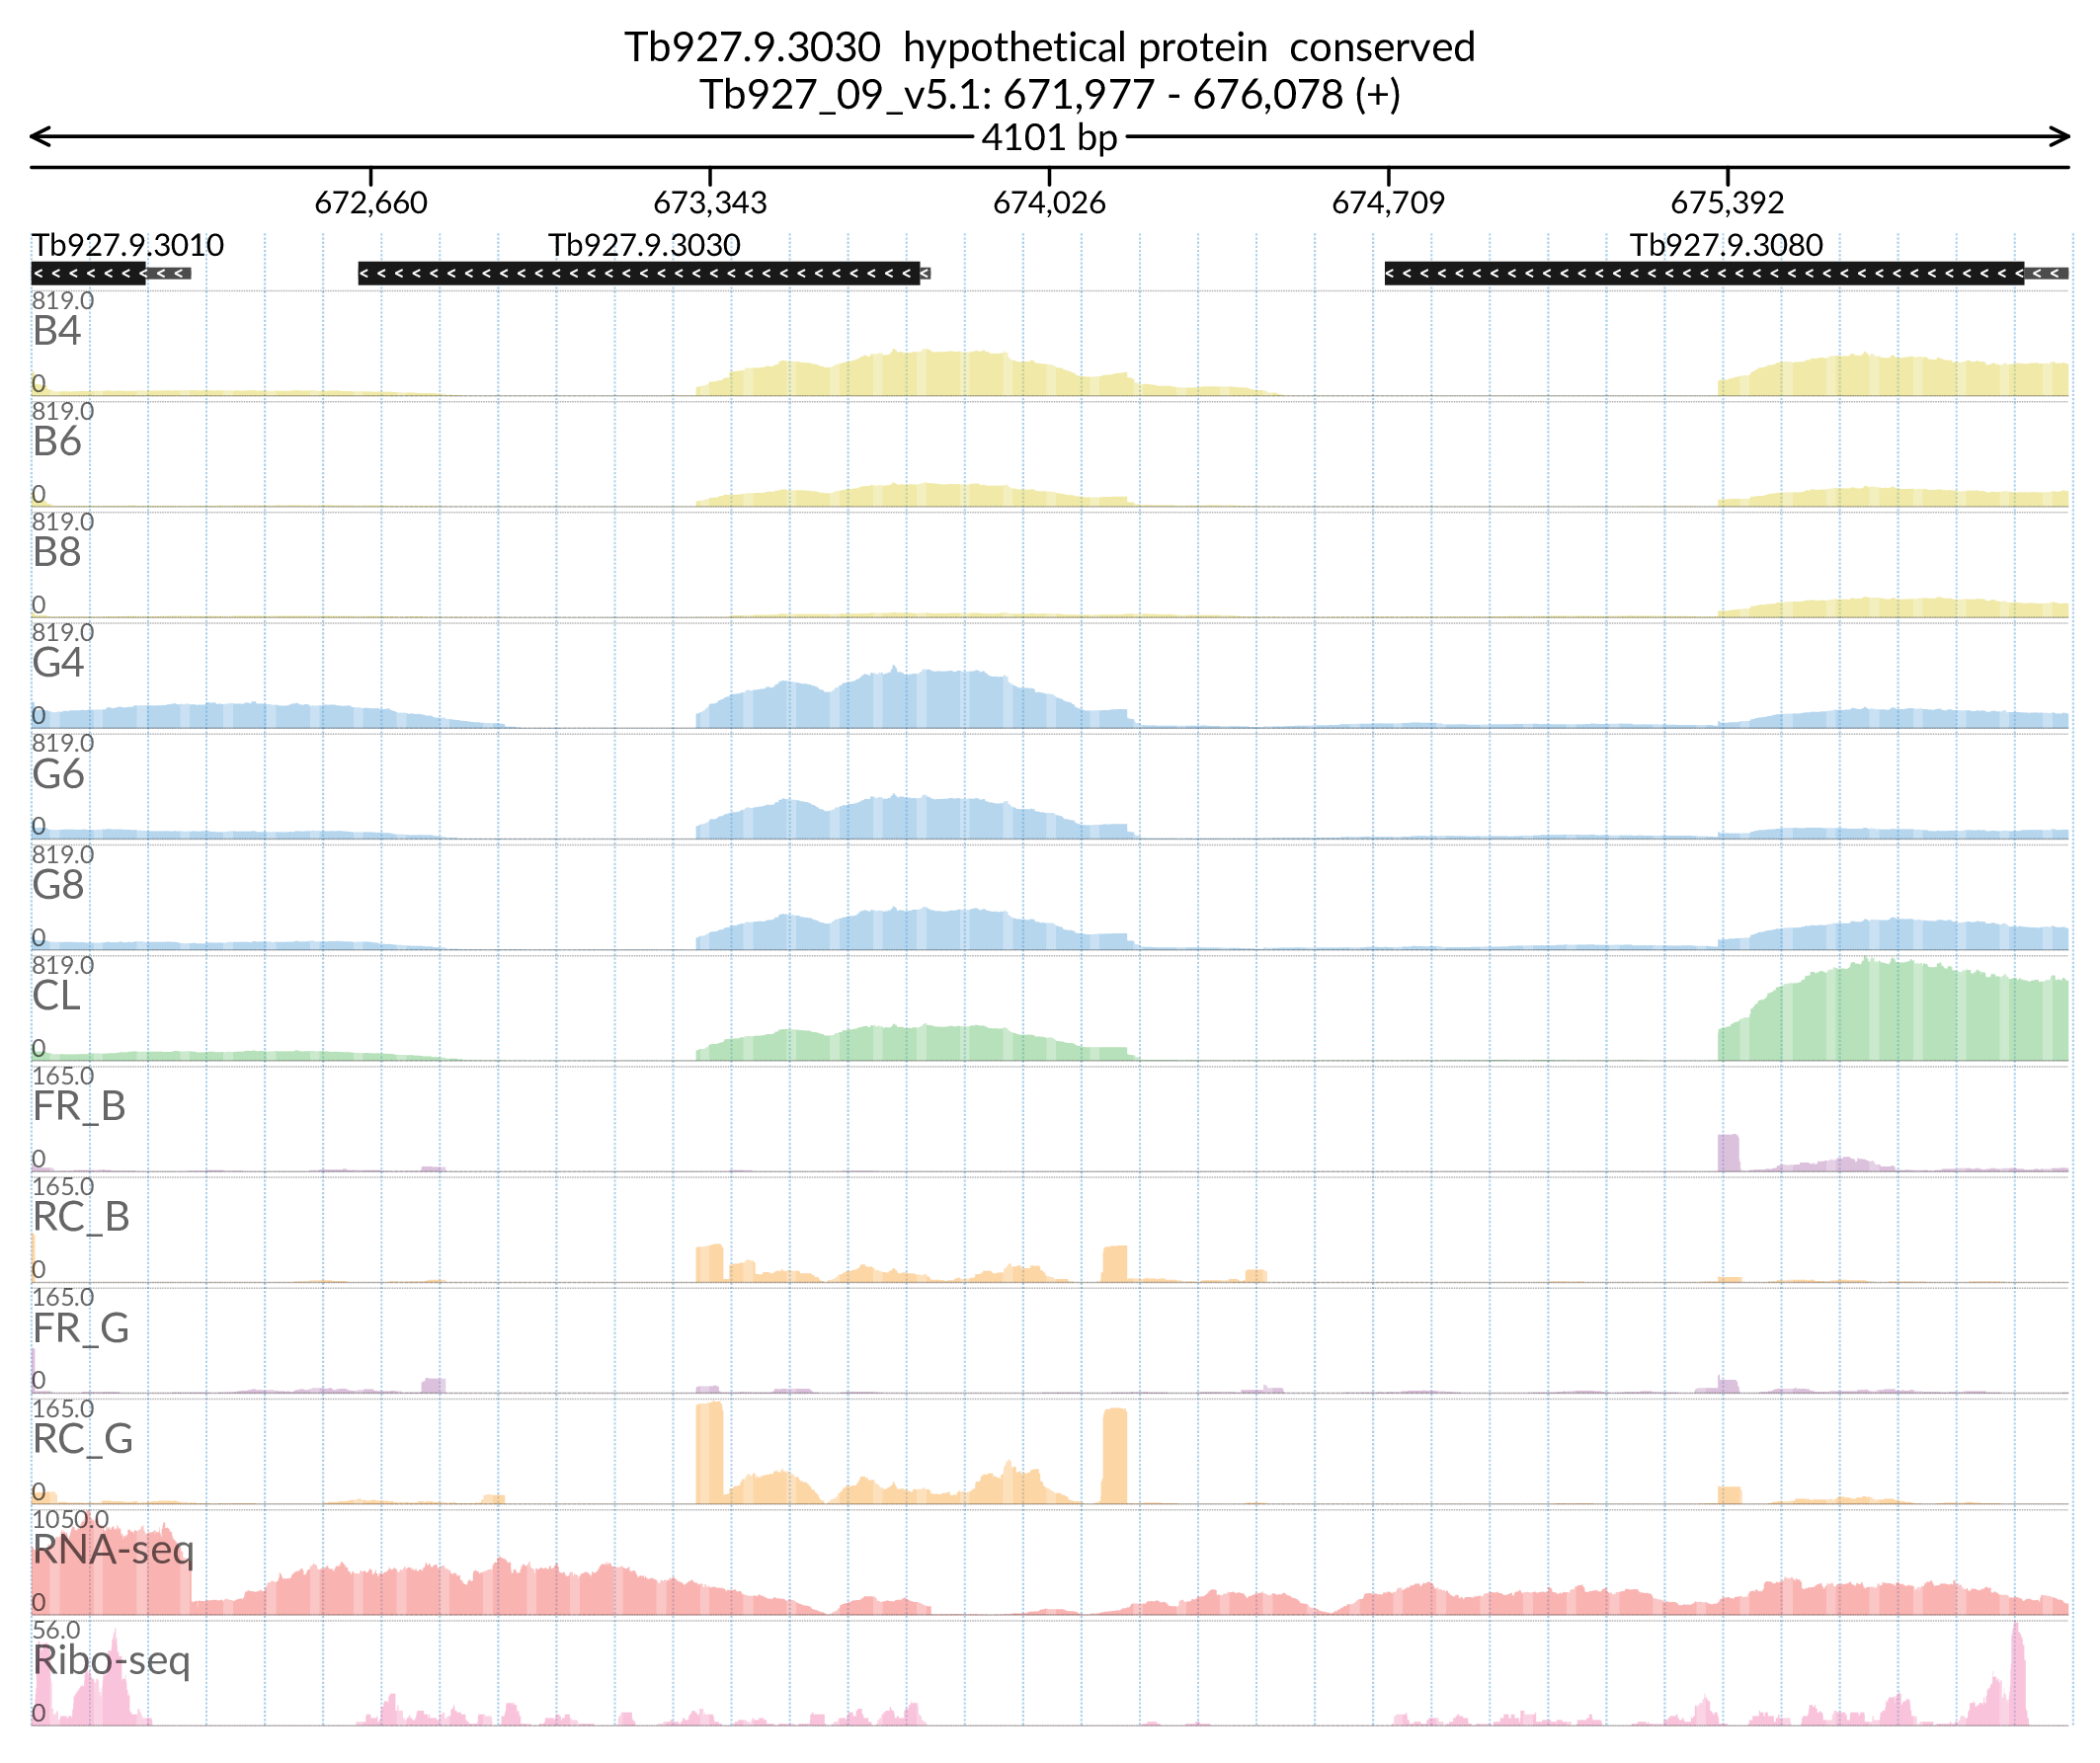 Tb927.9.3030  hypothetical protein  conserved
Tb927_09_v5.1: 671,977 - 676,078 (+)
4101 bp
672,660 673,343 674,026 674,709 675,392
Tb927.9.3010 Tb927.9.3030 Tb927.9.3080
819.0
B4
0
819.0
B6
0
819.0
B8
0
819.0
G4
0
819.0
G6
0
819.0
G8
0
819.0
CL
0
165.0
FR_B
0
165.0
RC_B
0
165.0
FR_G
0
165.0
RC_G
0
1050.0
RNA-seq
0
56.0
Ribo-seq
0